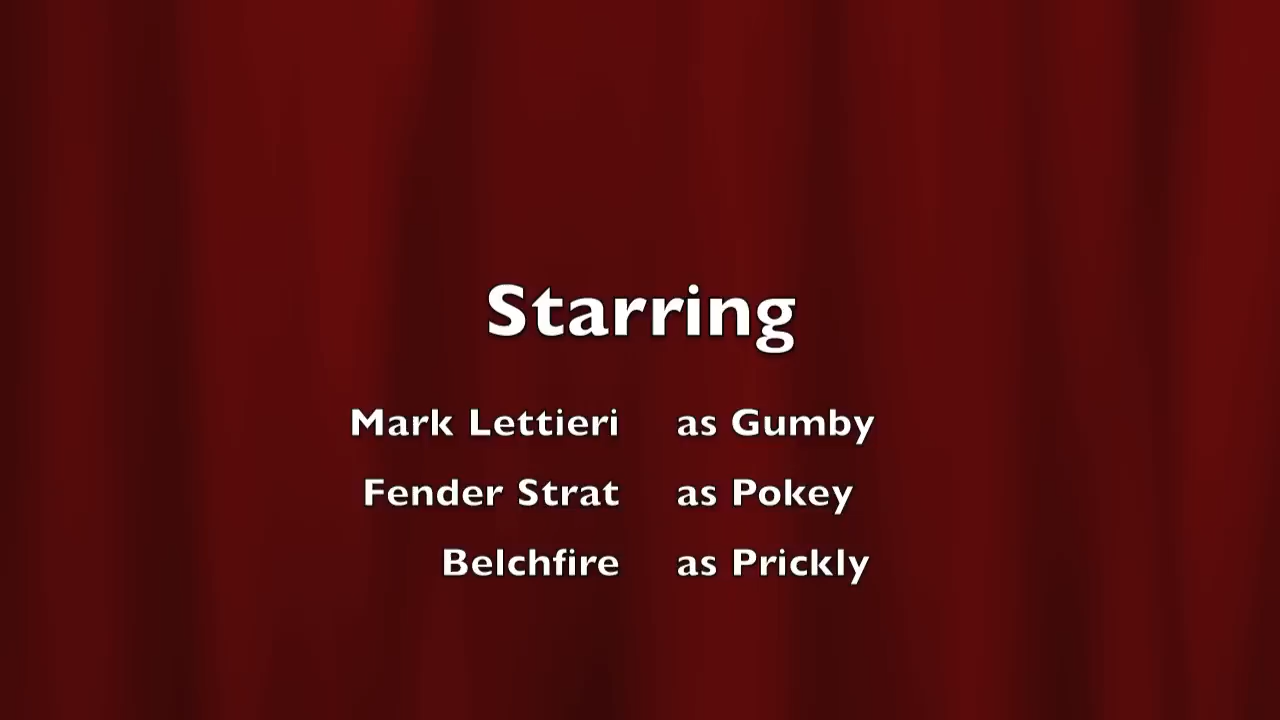 Starring
Mark Lettieri as Gumby
Fender Strat as Pokey
Belchfire as Prickly